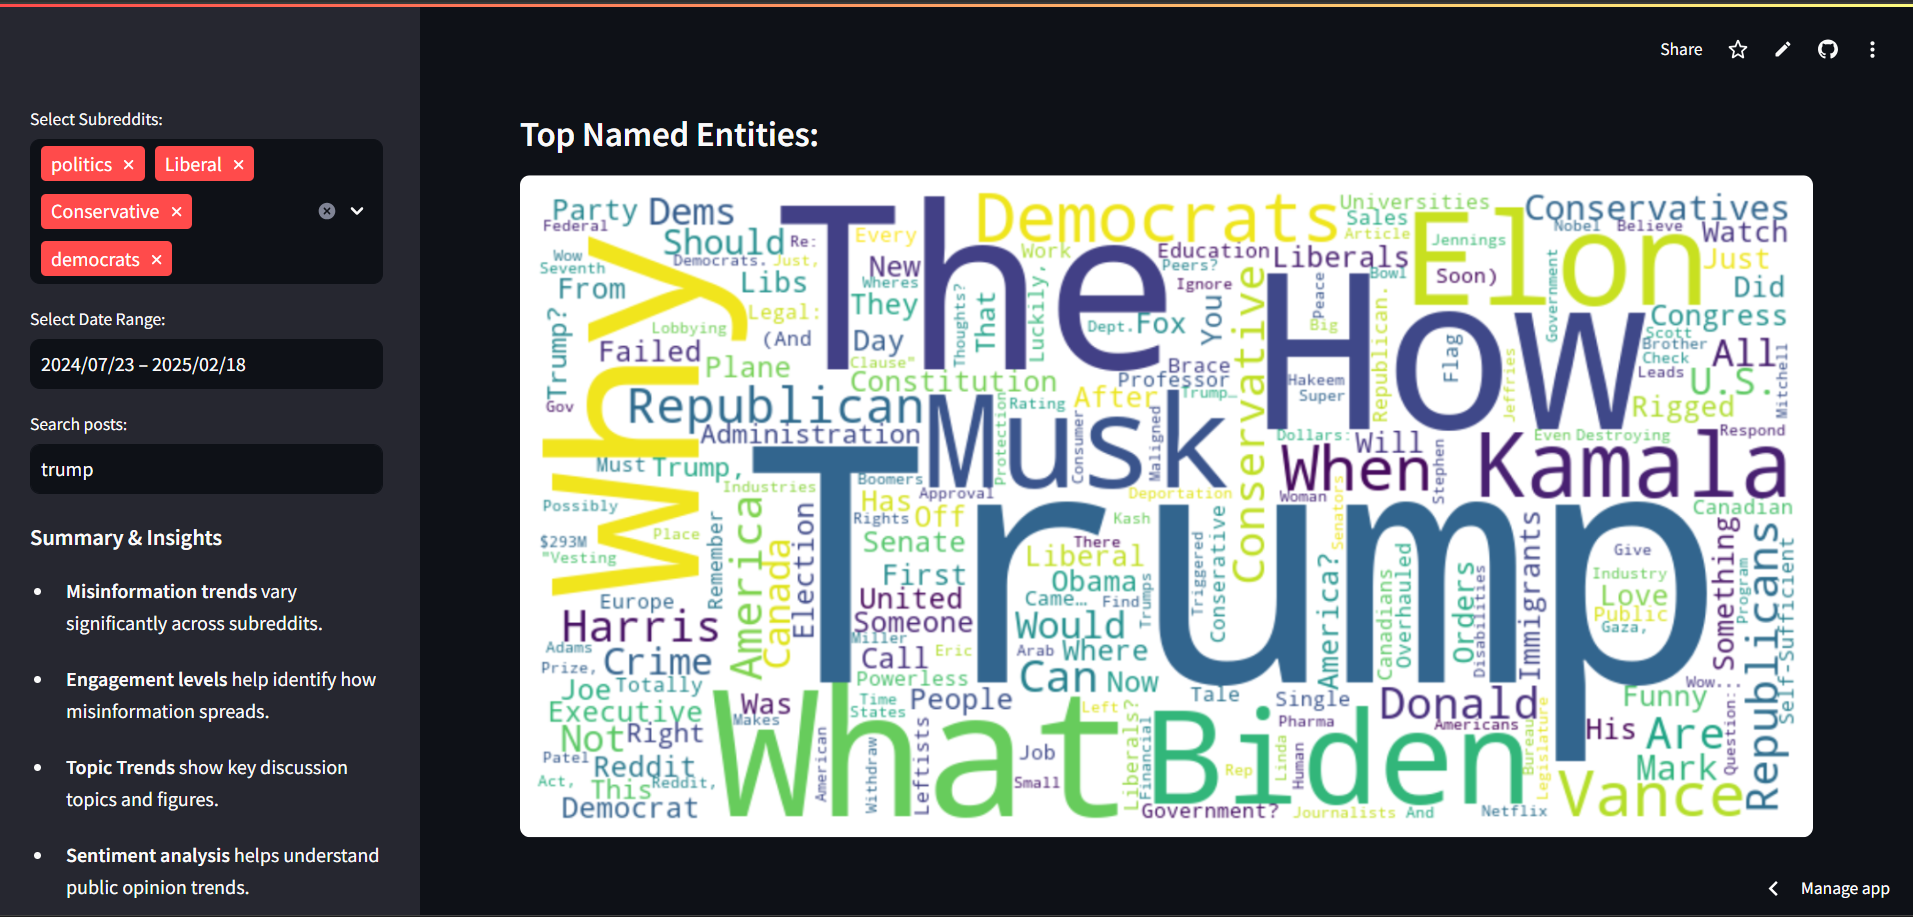 Share
Select Subreddits:
politics × Liberal ×
Conservative ×
democrats ×
Select Date Range:
2024/07/23 – 2025/02/18
Search posts:
trump
Summary & Insights
Misinformation trends vary
significantly across subreddits.
Engagement levels help identify how
misinformation spreads.
Topic Trends show key discussion
topics and figures.
Sentiment analysis helps understand
public opinion trends.
Top Named Entities:
Party
Dems
The
Democrats
Universities
Conservatives
Federal
Sales
Elon
Nobel
Believe
Should
Re:
Every
Work
Article
Jennings
Watch
Wow
Democrats.
Just,
Education
Liberals
Just
Seventh
New
Peers?
Bowl
Soon)
From
Libs
Wheres
Ignore
Peace
Government
Did
Why
They
Luckily,
You
Conservative
How
Congress
Legal:
That
Thoughts?
Dept.
Fox
Big
Scott
Lobbying
(And
Day
Republican.
Flag
Brother
All
Trump?
Failed
Clause"
Brace
Check
Plane
Constitution
Professor
Hakeem
Leads
U.S.
Gov
Republican
Rating
After
Trump…
Super
Jeffries
Rigged
Mitchell
Administration
Musk
Protection
Consumer
Maligned
Dollars:
Will
Even
Destroying
Respond
Must
Trump,
Boomers
When
Stephen
Kamala
Industries
Has
Approval
Deportation
Woman
Senators
Possibly
Trump
Rights
Off
Kash
Canadian
$293M
Place
Remember
America
Election
Senate
There
"Vesting
Canada
Liberal
Triggered
Conserative
Give
Something
Republicans
First
Obama
Trumps
America?
Canadians
Overhauled
Orders
Disabilities
Immigrants
Industry
Program
Self-Sufficient
Europe
United
Came…
Find
Love
Harris
Someone
Would
Public
Gaza,
Adams
Miller
Call
Eric
Arab
Where
Prize,
Crime
Powerless
Can
Now
Wow...
Joe
Totally
Time
People
Tale
Single
Donald
Funny
Executive
Was
States
Left
Pharma
Americans
His
Are
Question:
Not
Right
Makes
What
Liberals?
Biden
Patel
Reddit
American
Withdraw
Leftists
Job
Financial
Rep
Linda
Human
Bureau
Legislature
Mark
Act,
This
Reddit,
Small
Vance
Democrat
Government?
Journalists
And
Netflix
Manage app